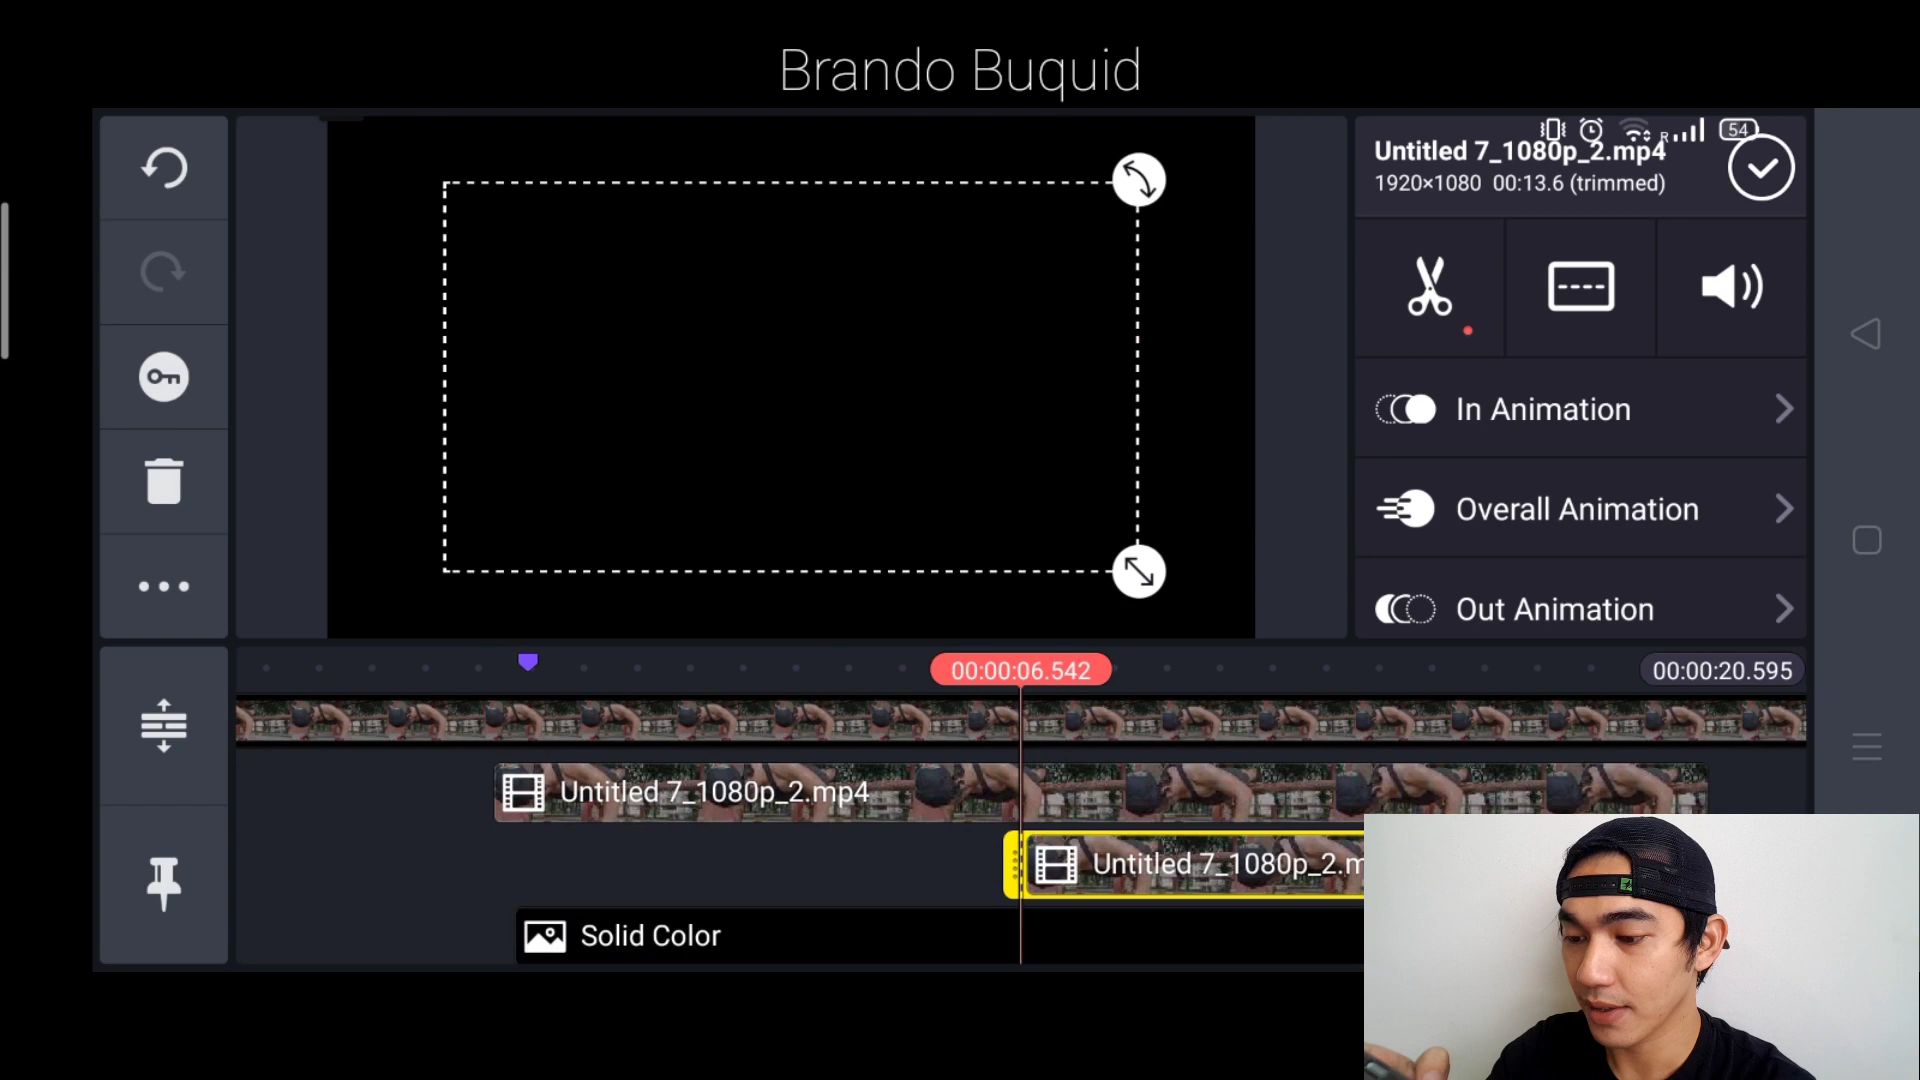 Brando Buquid
54
R
Untitled 7_1080p_2.mp4
1920×1080 00:13.6 (trimmed)
In Animation
Overall Animation
Out Animation
00:00:06.542
00:00:20.595
Untitled 7_1080p_2.mp4
Untitled 7_1080p_2.m
Solid Color